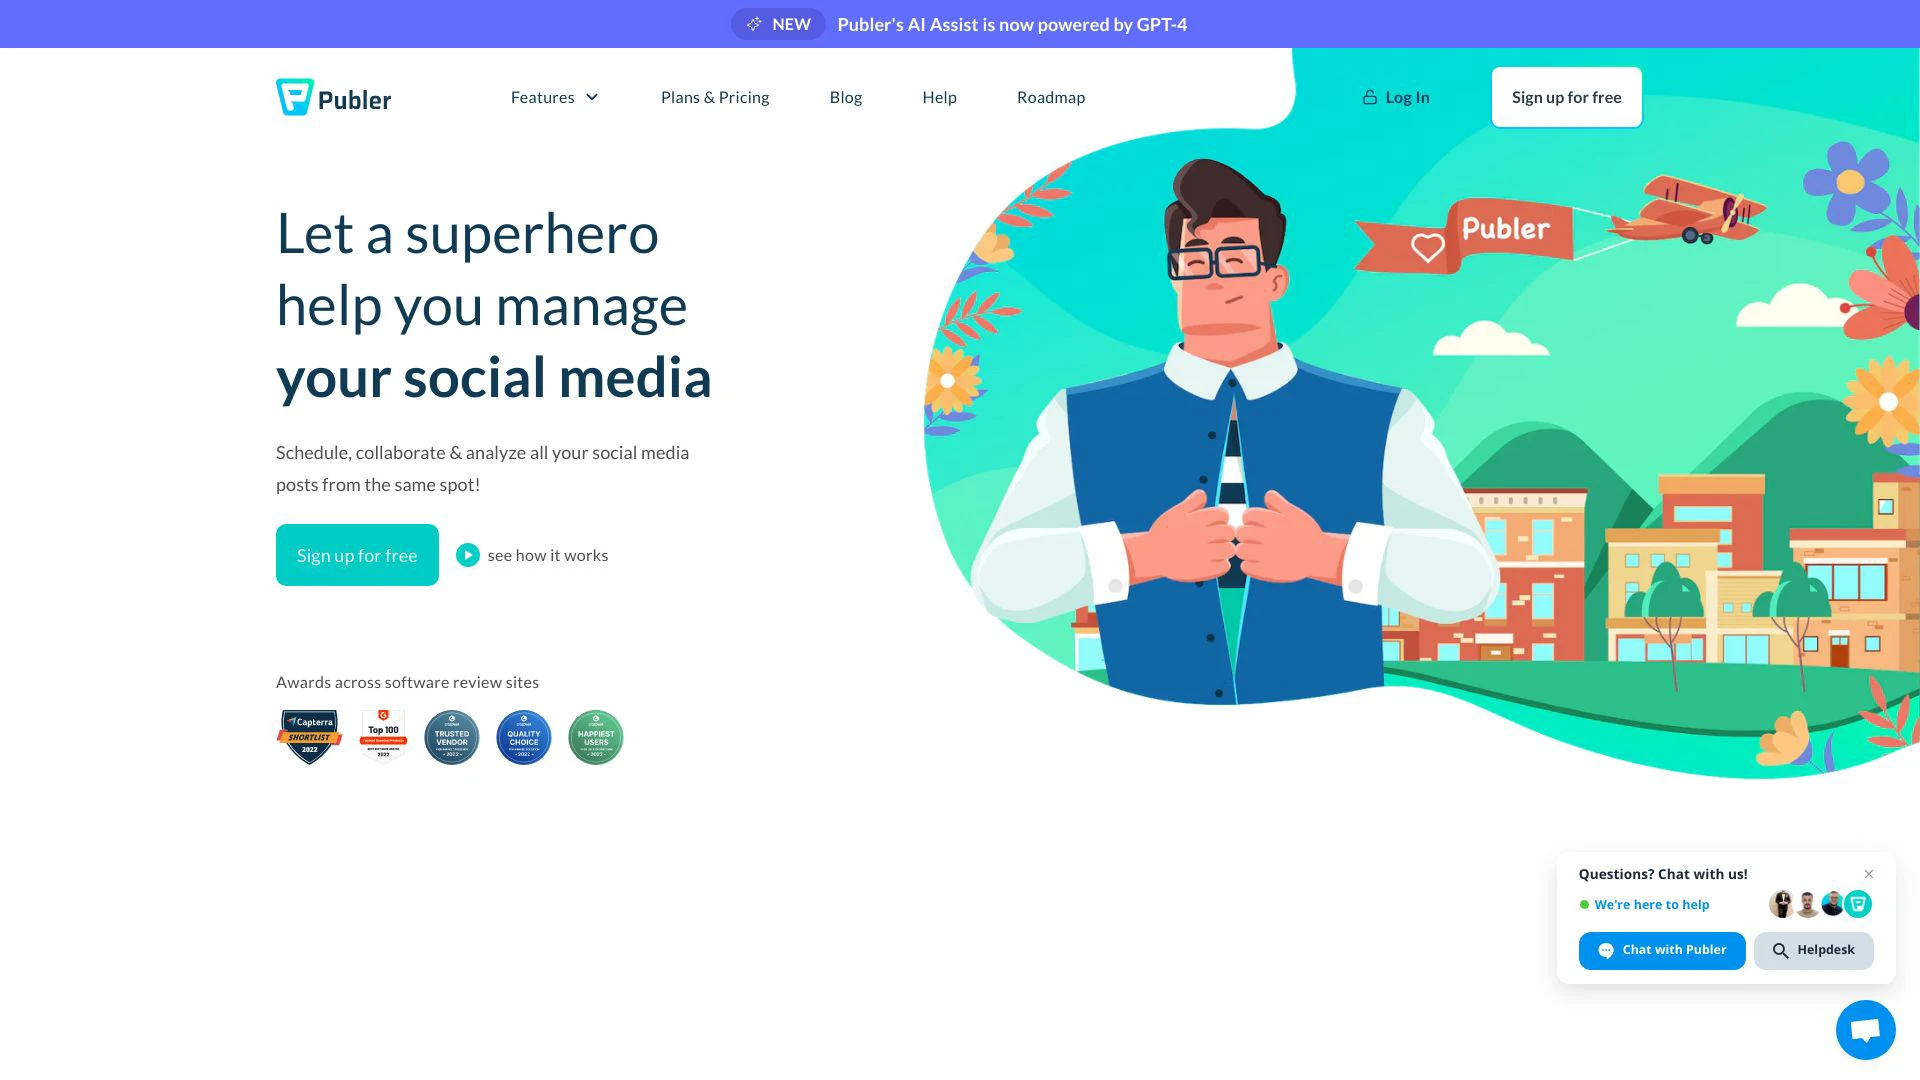 NEW Publer's AI Assist is now powered by GPT-4
Publer
Features
Plans & Pricing
Blog
Help
Roadmap
Log In
Sign up for free
Let a superhero
help you manage
your social media
Schedule, collaborate & analyze all your social media
posts from the same spot!
Sign up for free
see how it works
Publer
Awards across software review sites
Capterra
SHORTLIST
2022
Top 100
2022
TRUSTED
VENDOR
2022
QUALITY
CHOICE
2022
HAPPIEST
USERS
2022
Questions? Chat with us!
We're here to help
Chat with Publer
Helpdesk